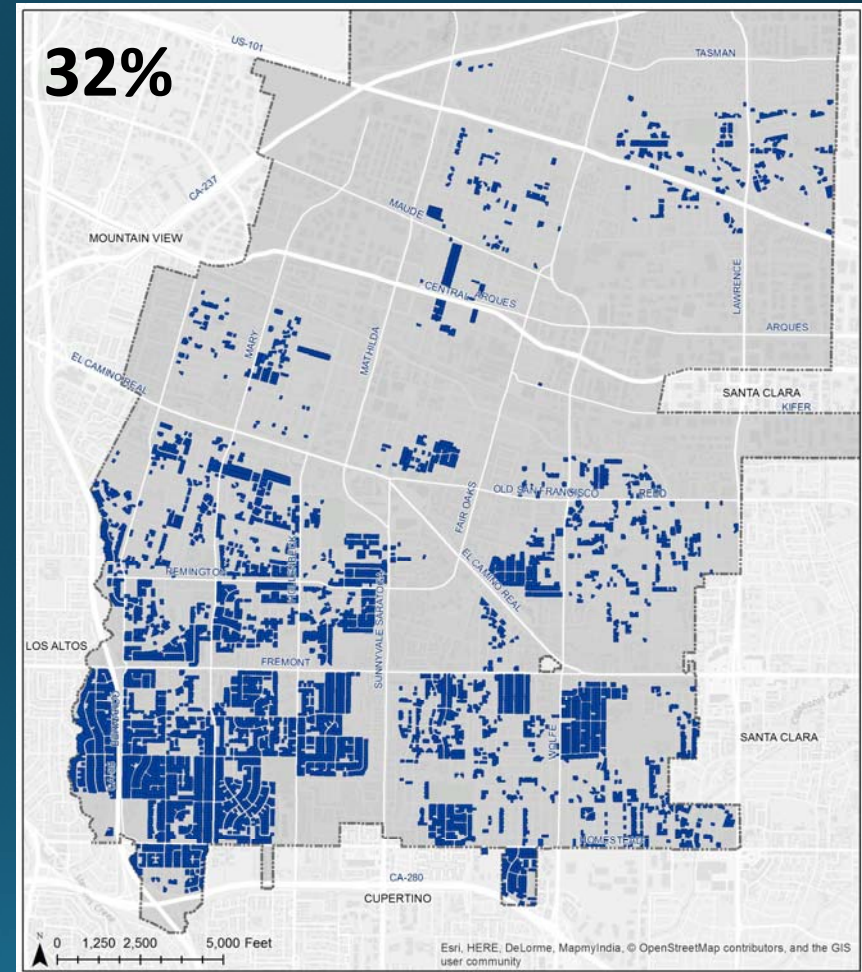 32%
US-101
TASMAN
CA-237
MAUDE
MOUNTAIN VIEW
CENTRAL ARQUES
LAWRENCE
MARY
MATHILDA
ARQUES
EL CAMINO REAL
SANTA CLARA
KIFER
OLD SAN FRANCISCO
REED
FAIR OAKS
EL CAMINO REAL
REMINGTON
SUNNYVALE SARATOGA
LOS ALTOS
FREMONT
WOLFE
SANTA CLARA
HOMESTEAD
CA-280
CUPERTINO
N
0 1,250 2,500 5,000 Feet
Esri, HERE, DeLorme, MapmyIndia, © OpenStreetMap contributors, and the GIS
user community